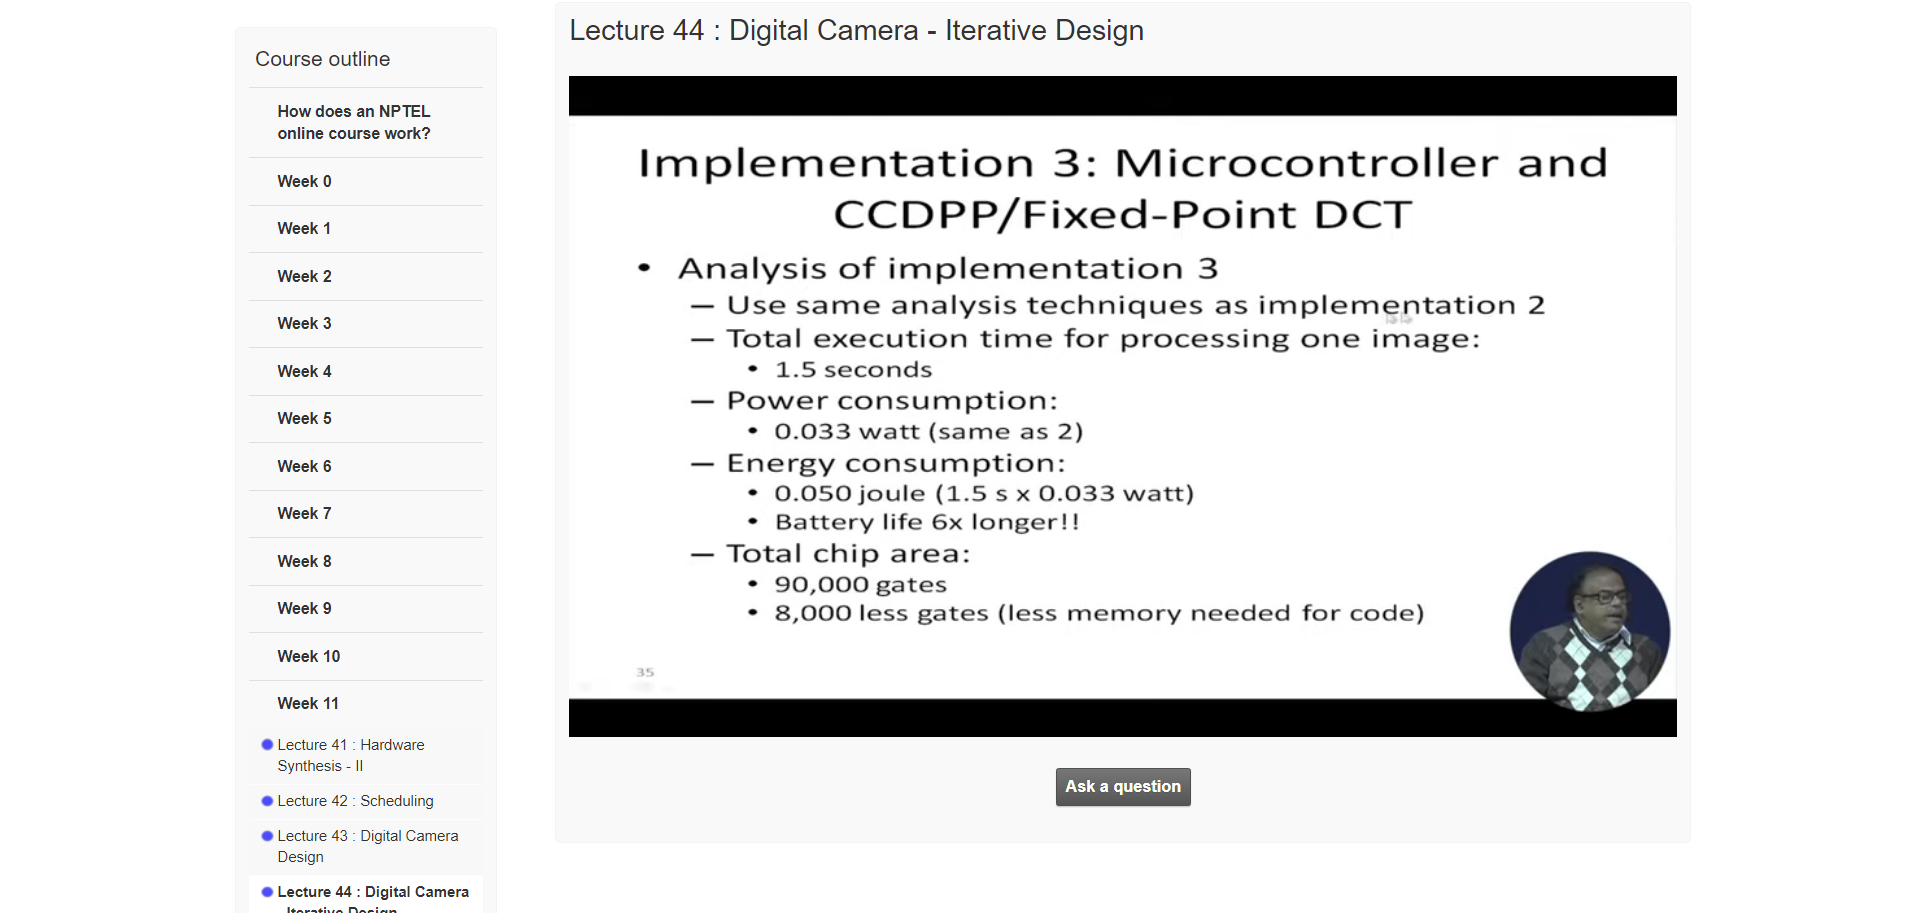 Course outline
How does an NPTEL
online course work?
Week 0
Week 1
Week 2
Week 3
Week 4
Week 5
Week 6
Week 7
Week 8
Week 9
Week 10
Week 11
Lecture 41 : Hardware
Synthesis - II
Lecture 42 : Scheduling
Lecture 43 : Digital Camera
Design
Lecture 44 : Digital Camera
- Iterative Design
Lecture 44 : Digital Camera - Iterative Design
Implementation 3: Microcontroller and
CCDPP/Fixed-Point DCT
• Analysis of implementation 3
– Use same analysis techniques as implementation 2
– Total execution time for processing one image:
• 1.5 seconds
– Power consumption:
• 0.033 watt (same as 2)
– Energy consumption:
• 0.050 joule (1.5 s x 0.033 watt)
• Battery life 6x longer!!
– Total chip area:
• 90,000 gates
• 8,000 less gates (less memory needed for code)
35
Ask a question